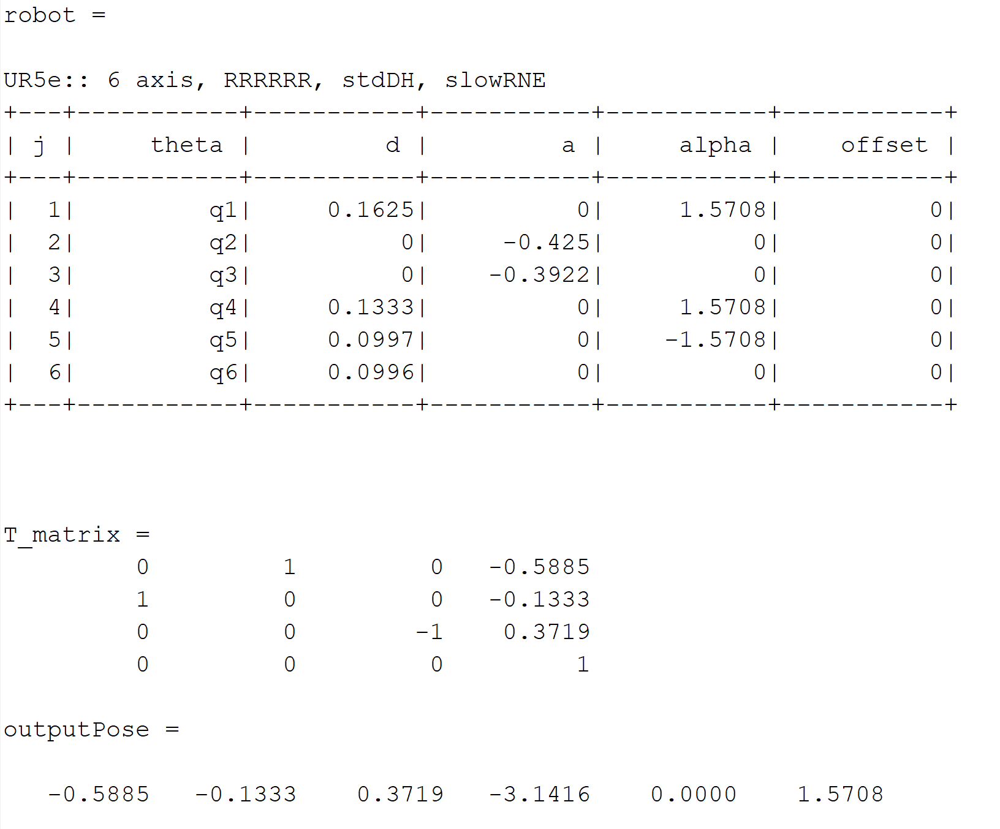 robot =
UR5e:: 6 axis, RRRRRR, stdDH, slowRNE
+---+-----------+-----------+-----------+-----------+-----------+
| j |     theta |         d |         a |     alpha |    offset |
+---+-----------+-----------+-----------+-----------+-----------+
|  1|         q1|     0.1625|          0|     1.5708|          0|
|  2|         q2|          0|     -0.425|          0|          0|
|  3|         q3|          0|    -0.3922|          0|          0|
|  4|         q4|     0.1333|          0|     1.5708|          0|
|  5|         q5|     0.0997|          0|    -1.5708|          0|
|  6|         q6|     0.0996|          0|          0|          0|
+---+-----------+-----------+-----------+-----------+-----------+
T_matrix =
         0         1         0   -0.5885
         1         0         0   -0.1333
         0         0        -1    0.3719
         0         0         0         1
outputPose =
   -0.5885   -0.1333    0.3719   -3.1416    0.0000    1.5708